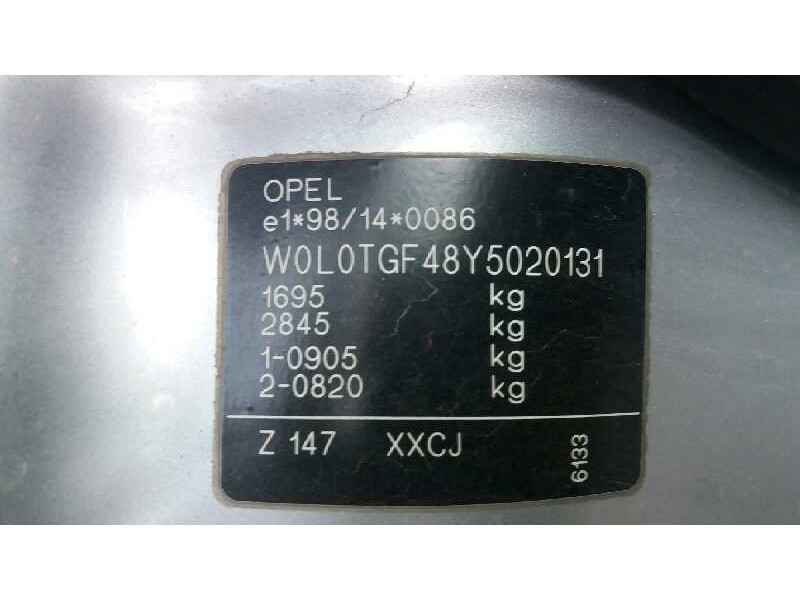 OPEL
e1*98/14*0086
W0L0TGF48Y5020131
1695 kg
2845 kg
1-0905 kg
2-0820 kg
Z 147 XXCJ
6133